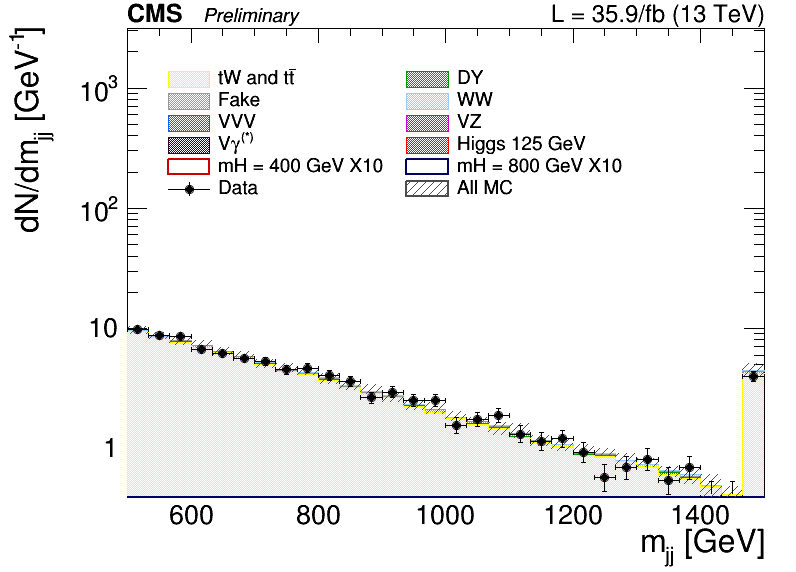 CMS Preliminary L = 35.9/fb (13 TeV)
dN/dm_jj [GeV⁻¹]
tW and tt̄ DY
Fake WW
VVV VZ
Vγ⁽*⁾ Higgs 125 GeV
mH = 400 GeV X10 mH = 800 GeV X10
Data All MC
10³
10²
10
1
600 800 1000 1200 1400
m_jj [GeV]